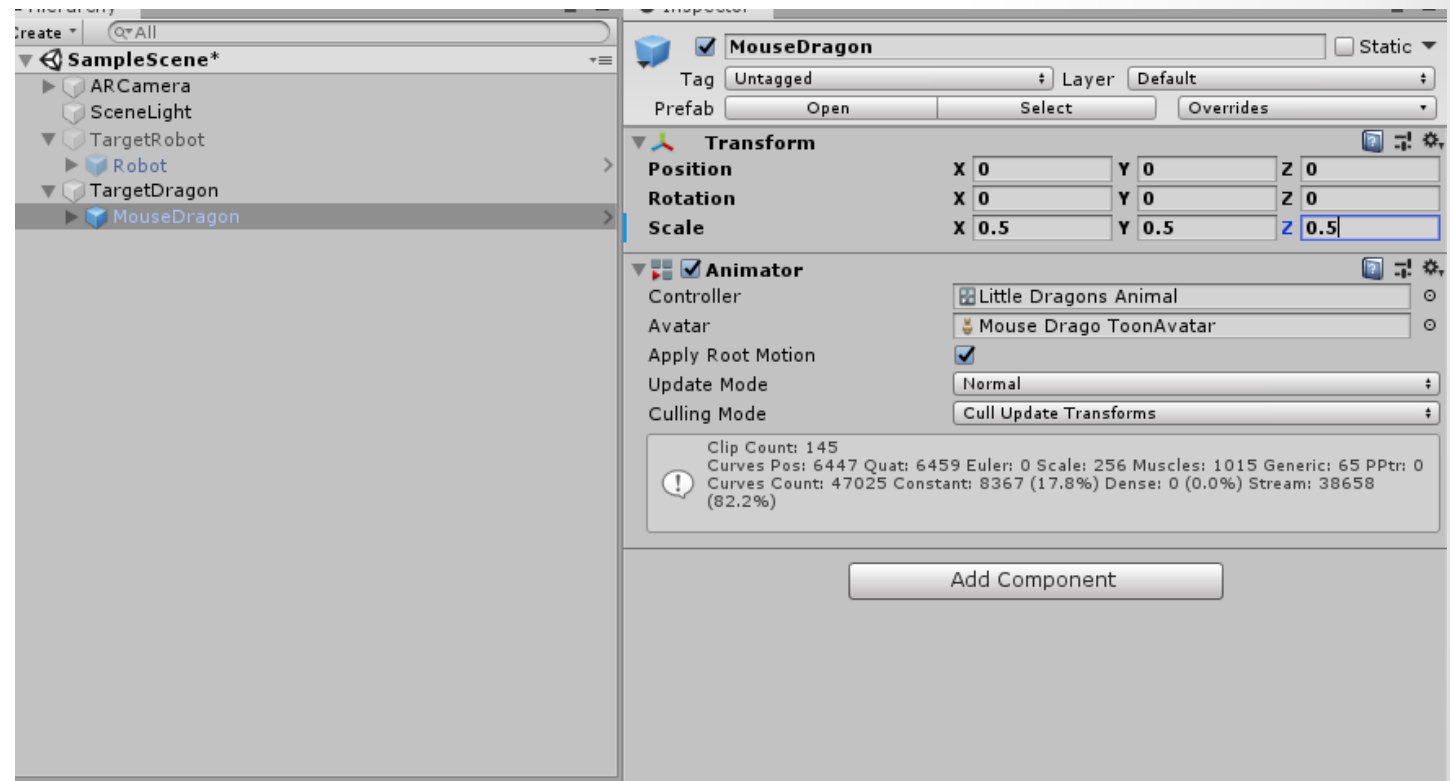 Hierarchy
Inspector
Create
All
SampleScene*
ARCamera
SceneLight
TargetRobot
Robot
TargetDragon
MouseDragon
MouseDragon
Static
Tag Untagged Layer Default
Prefab Open Select Overrides
Transform
Position X 0 Y 0 Z 0
Rotation X 0 Y 0 Z 0
Scale X 0.5 Y 0.5 Z 0.5
Animator
Controller Little Dragons Animal
Avatar Mouse Drago ToonAvatar
Apply Root Motion
Update Mode Normal
Culling Mode Cull Update Transforms
Clip Count: 145
Curves Pos: 6447 Quat: 6459 Euler: 0 Scale: 256 Muscles: 1015 Generic: 65 PPtr: 0
Curves Count: 47025 Constant: 8367 (17.8%) Dense: 0 (0.0%) Stream: 38658
(82.2%)
Add Component